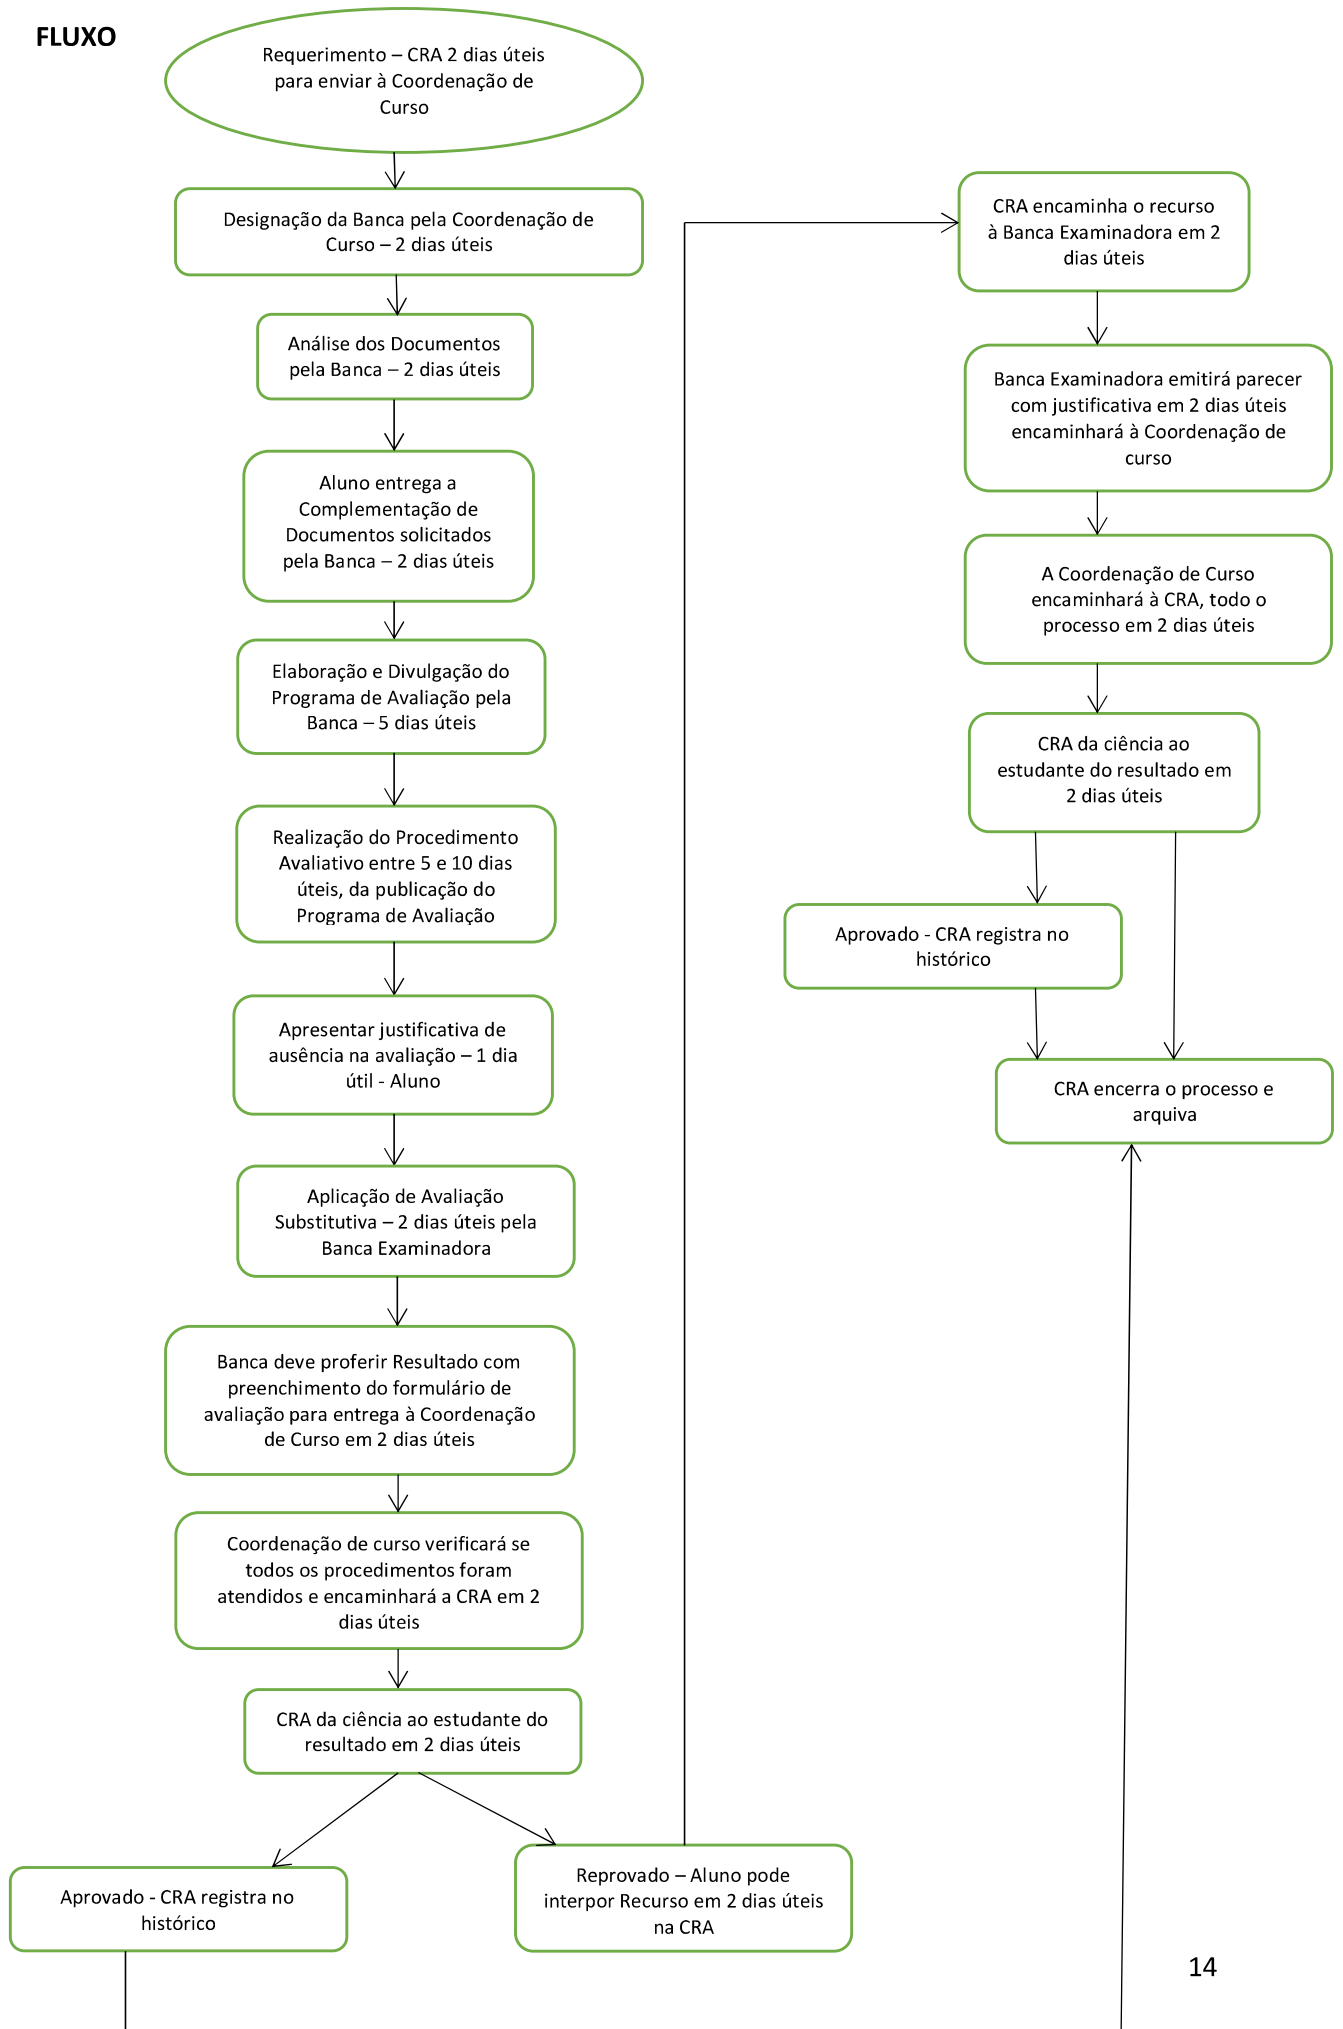 FLUXO
Requerimento – CRA 2 dias úteis
para enviar à Coordenação de
Curso
Designação da Banca pela Coordenação de
Curso – 2 dias úteis
Análise dos Documentos
pela Banca – 2 dias úteis
Aluno entrega a
Complementação de
Documentos solicitados
pela Banca – 2 dias úteis
Elaboração e Divulgação do
Programa de Avaliação pela
Banca – 5 dias úteis
Realização do Procedimento
Avaliativo entre 5 e 10 dias
úteis, da publicação do
Programa de Avaliação
Apresentar justificativa de
ausência na avaliação – 1 dia
útil - Aluno
Aplicação de Avaliação
Substitutiva – 2 dias úteis pela
Banca Examinadora
Banca deve proferir Resultado com
preenchimento do formulário de
avaliação para entrega à Coordenação
de Curso em 2 dias úteis
Coordenação de curso verificará se
todos os procedimentos foram
atendidos e encaminhará a CRA em 2
dias úteis
CRA da ciência ao estudante do
resultado em 2 dias úteis
Aprovado - CRA registra no
histórico
Reprovado – Aluno pode
interpor Recurso em 2 dias úteis
na CRA
CRA encaminha o recurso
à Banca Examinadora em 2
dias úteis
Banca Examinadora emitirá parecer
com justificativa em 2 dias úteis
encaminhará à Coordenação de
curso
A Coordenação de Curso
encaminhará à CRA, todo o
processo em 2 dias úteis
CRA da ciência ao
estudante do resultado em
2 dias úteis
Aprovado - CRA registra no
histórico
CRA encerra o processo e
arquiva
14